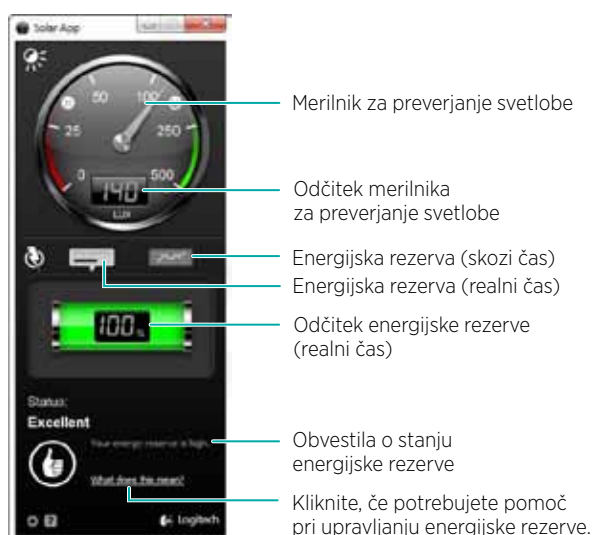 Solar App
50
100
25
250
0
500
140
Lux
Merilnik za preverjanje svetlobe
Odčitek merilnika
za preverjanje svetlobe
Energijska rezerva (skozi čas)
Energijska rezerva (realni čas)
100%
Odčitek energijske rezerve
(realni čas)
Status:
Excellent
Your energy reserve is high.
What does this mean?
Logitech
Obvestila o stanju
energijske rezerve
Kliknite, če potrebujete pomoč
pri upravljanju energijske rezerve.